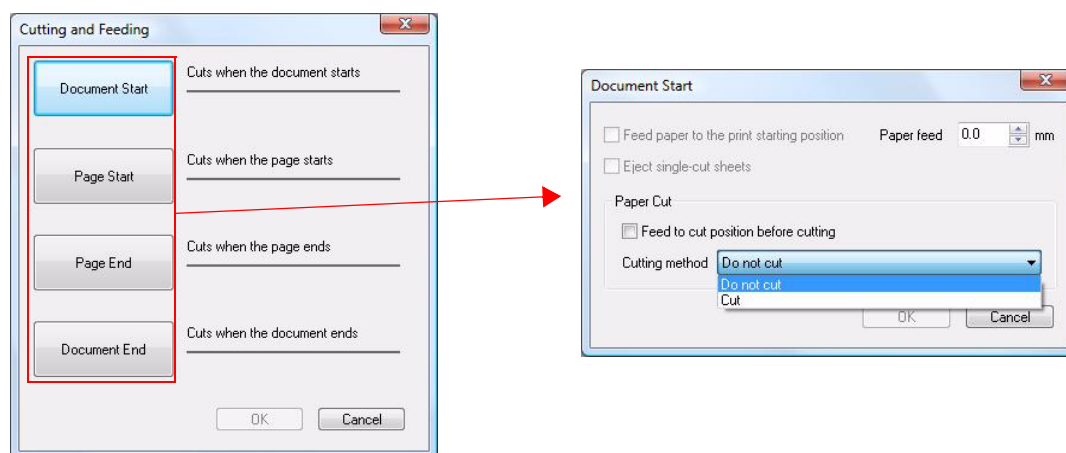 Cutting and Feeding
Document Start
Cuts when the document starts
Page Start
Cuts when the page starts
Page End
Cuts when the page ends
Document End
Cuts when the document ends
OK
Cancel
Document Start
Feed paper to the print starting position
Paper feed
0.0
mm
Eject single-cut sheets
Paper Cut
Feed to cut position before cutting
Cutting method
Do not cut
Do not cut
Cut
OK
Cancel